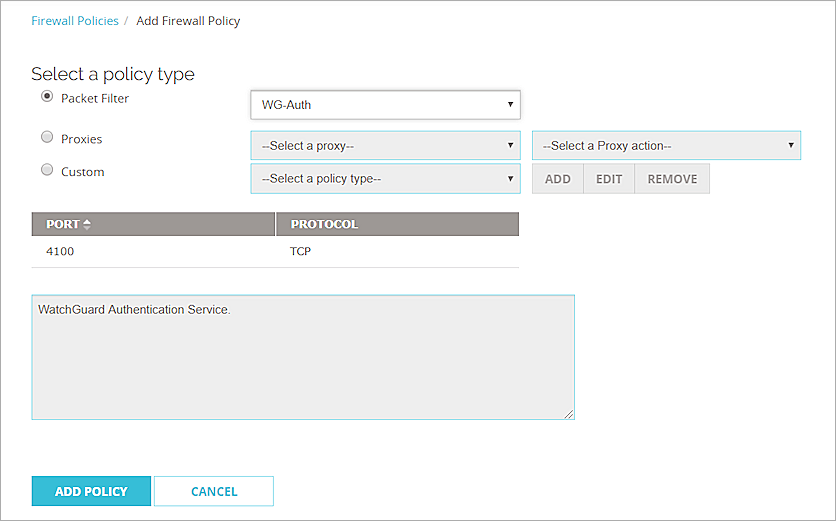 Firewall Policies / Add Firewall Policy
Select a policy type
Packet Filter WG-Auth
Proxies --Select a proxy-- --Select a Proxy action--
Custom --Select a policy type-- ADD EDIT REMOVE
PORT PROTOCOL
4100 TCP
WatchGuard Authentication Service.
ADD POLICY CANCEL